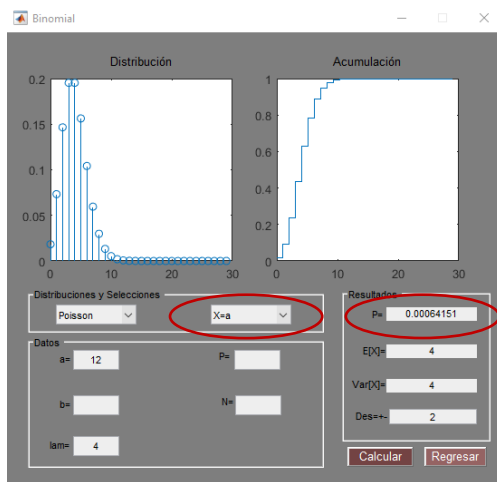 Binomial
Distribución
Acumulación
0.2
0.15
0.1
0.05
0
0 10 20 30
1
0.8
0.6
0.4
0.2
0
0 10 20 30
Distribuciones y Selecciones
Poisson
X=a
Resultados
P= 0.00064151
E[X]= 4
Var[X]= 4
Des=+- 2
Datos
a= 12
P=
b=
N=
lam= 4
Calcular
Regresar